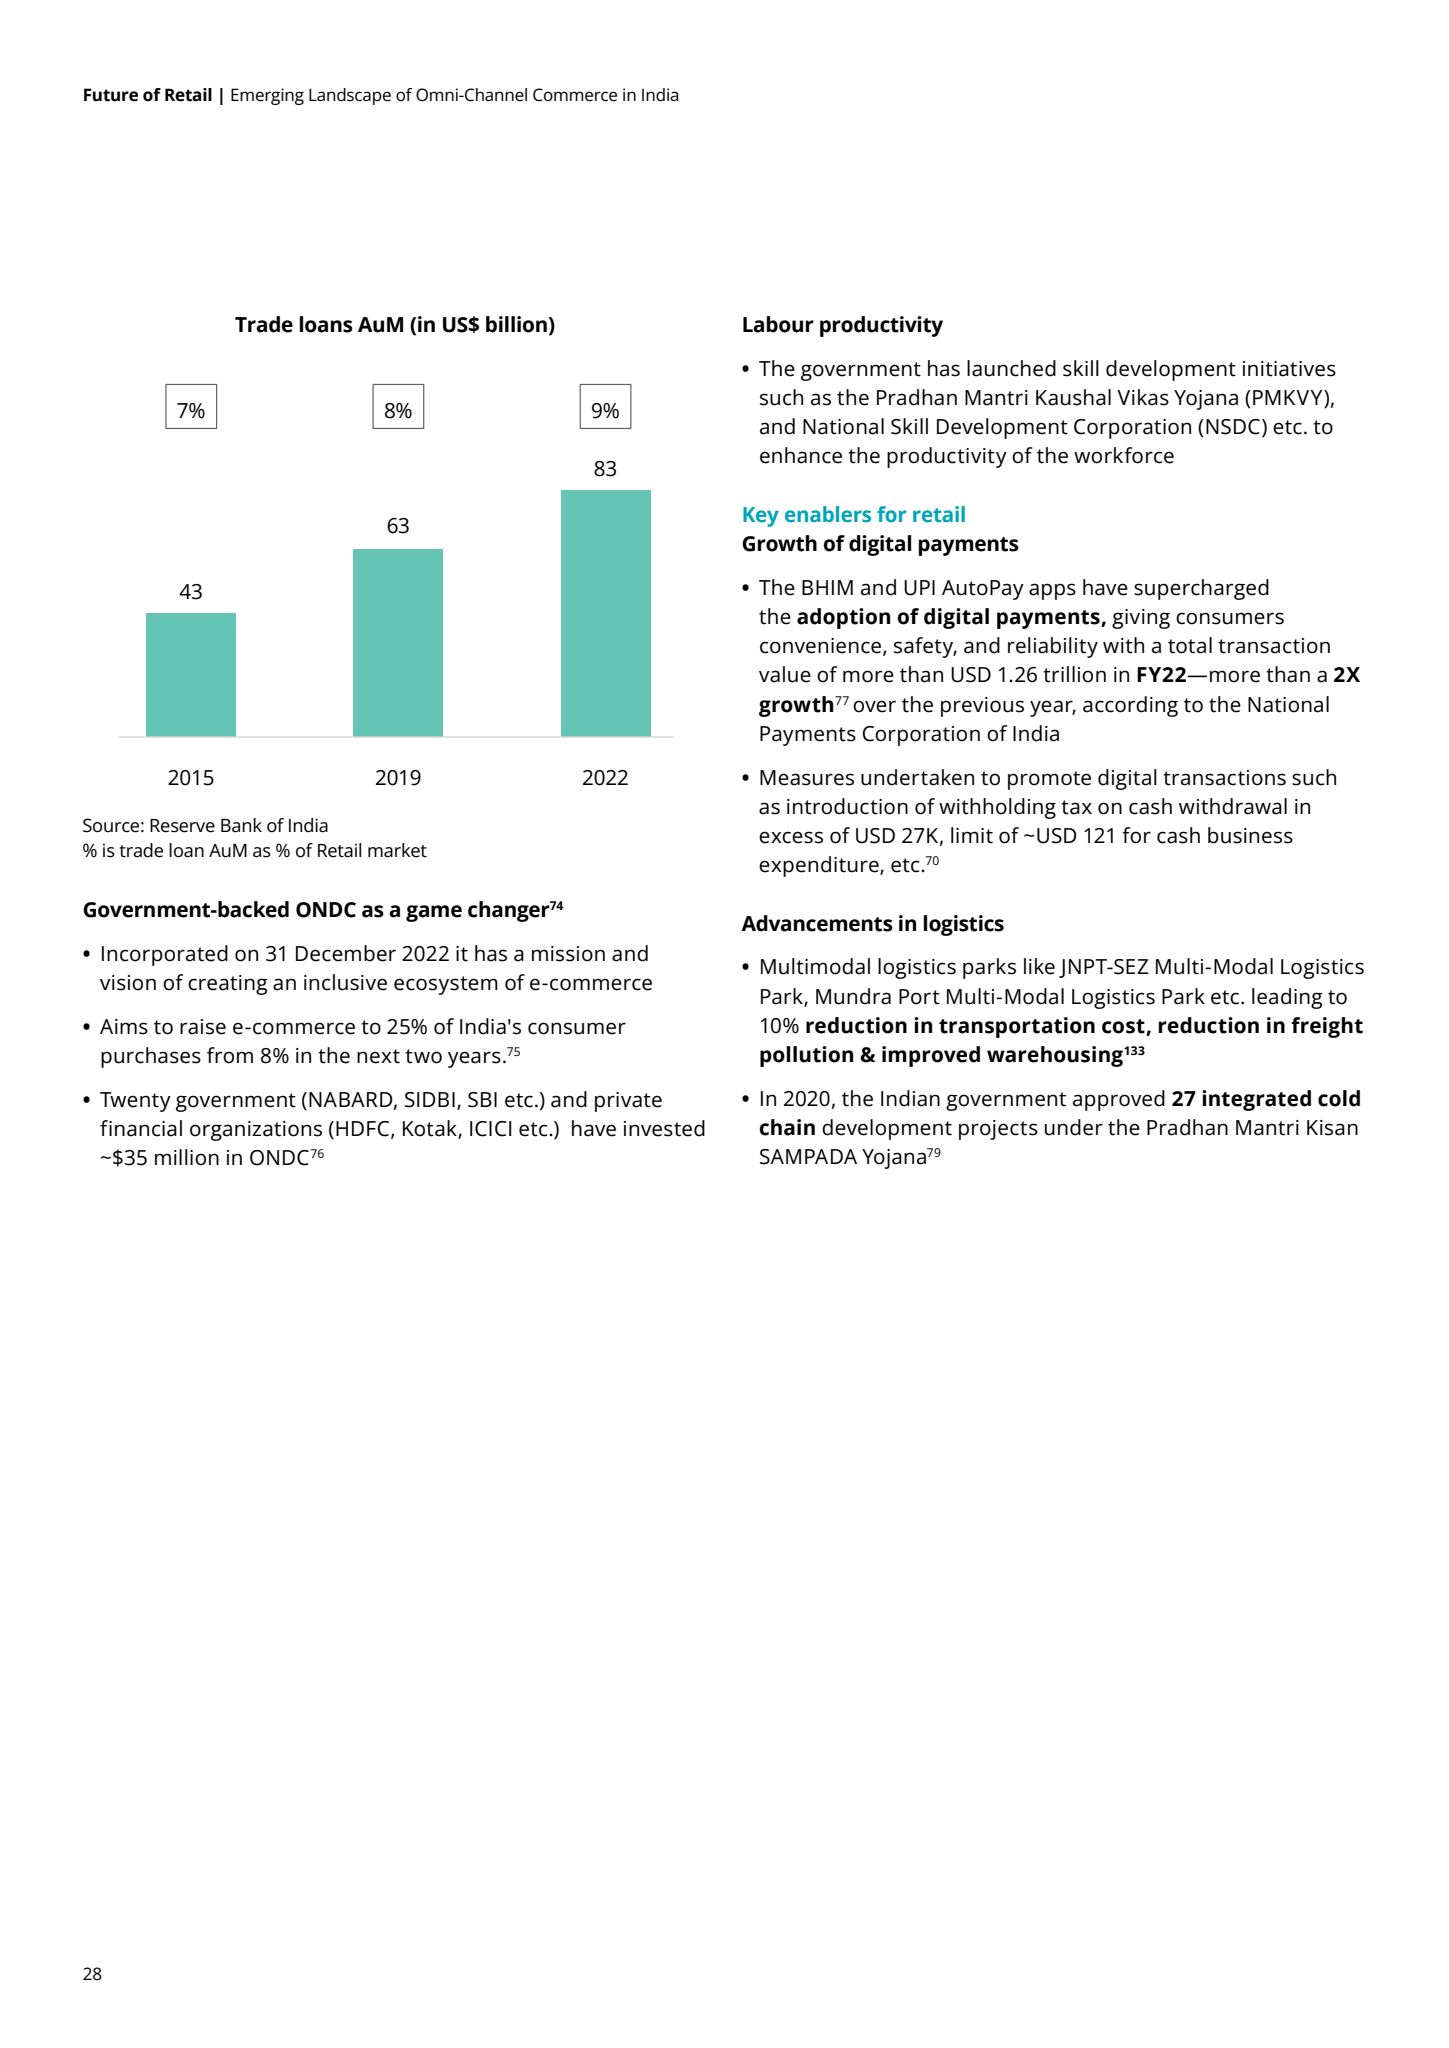 Future of Retail | Emerging Landscape of Omni-Channel Commerce in India
Trade loans AuM (in US$ billion)
7%
8%
9%
43
63
83
2015
2019
2022
Source: Reserve Bank of India
% is trade loan AuM as % of Retail market
Government-backed ONDC as a game changer74
• Incorporated on 31 December 2022 it has a mission and
vision of creating an inclusive ecosystem of e-commerce
• Aims to raise e-commerce to 25% of India's consumer
purchases from 8% in the next two years.75
• Twenty government (NABARD, SIDBI, SBI etc.) and private
financial organizations (HDFC, Kotak, ICICI etc.) have invested
~$35 million in ONDC76
Labour productivity
• The government has launched skill development initiatives
such as the Pradhan Mantri Kaushal Vikas Yojana (PMKVY),
and National Skill Development Corporation (NSDC) etc. to
enhance the productivity of the workforce
Key enablers for retail
Growth of digital payments
• The BHIM and UPI AutoPay apps have supercharged
the adoption of digital payments, giving consumers
convenience, safety, and reliability with a total transaction
value of more than USD 1.26 trillion in FY22—more than a 2X
growth77 over the previous year, according to the National
Payments Corporation of India
• Measures undertaken to promote digital transactions such
as introduction of withholding tax on cash withdrawal in
excess of USD 27K, limit of ~USD 121 for cash business
expenditure, etc.70
Advancements in logistics
• Multimodal logistics parks like JNPT-SEZ Multi-Modal Logistics
Park, Mundra Port Multi-Modal Logistics Park etc. leading to
10% reduction in transportation cost, reduction in freight
pollution & improved warehousing133
• In 2020, the Indian government approved 27 integrated cold
chain development projects under the Pradhan Mantri Kisan
SAMPADA Yojana79
28